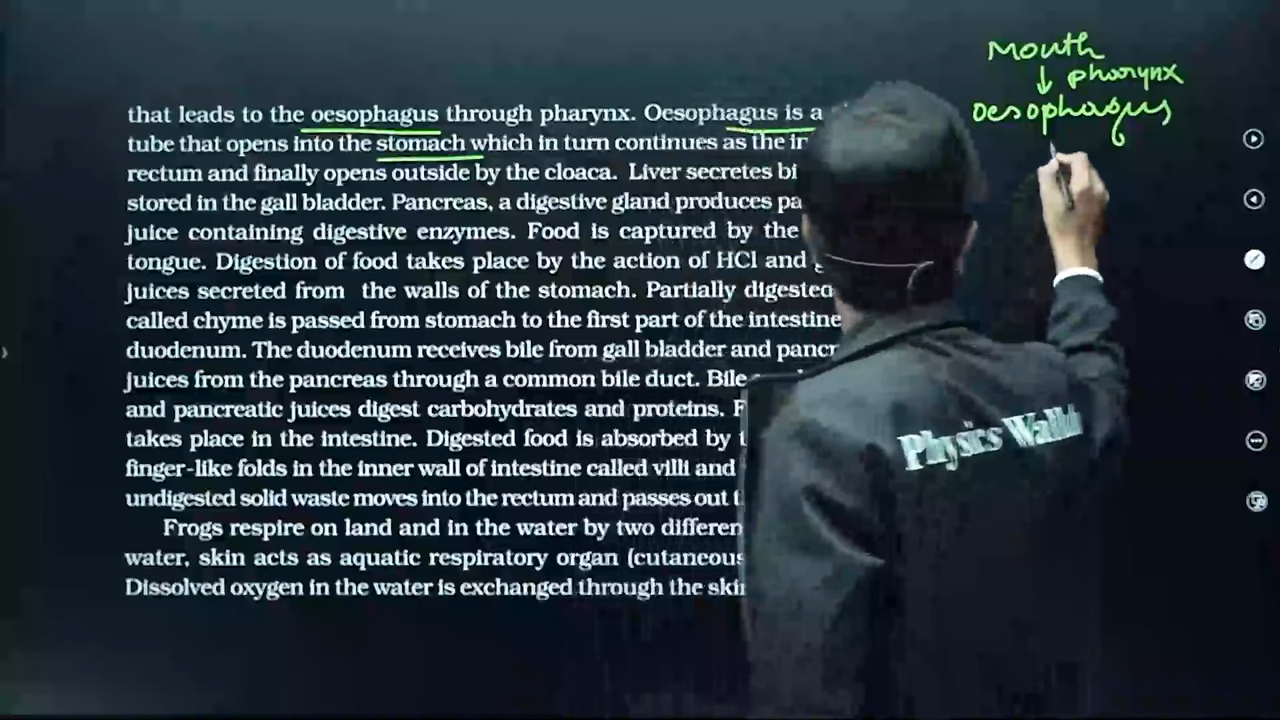 Mouth
pharynx
Oesophagus
that leads to the oesophagus through pharynx. Oesophagus is a
tube that opens into the stomach which in turn continues as the
rectum and finally opens outside by the cloaca. Liver secretes
stored in the gall bladder. Pancreas, a digestive gland produces
juice containing digestive enzymes. Food is captured by the
tongue. Digestion of food takes place by the action of HCl and
juices secreted from the walls of the stomach. Partially digested
called chyme is passed from stomach to the first part of the intestine
duodenum. The duodenum receives bile from gall bladder and
juices from the pancreas through a common bile duct. Bile
and pancreatic juices digest carbohydrates and proteins.
takes place in the intestine. Digested food is absorbed by
finger-like folds in the inner wall of intestine called villi and
undigested solid waste moves into the rectum and passes out
Frogs respire on land and in the water by two
water, skin acts as aquatic respiratory organ (cutaneous
Dissolved oxygen in the water is exchanged through the
Physics Wallah